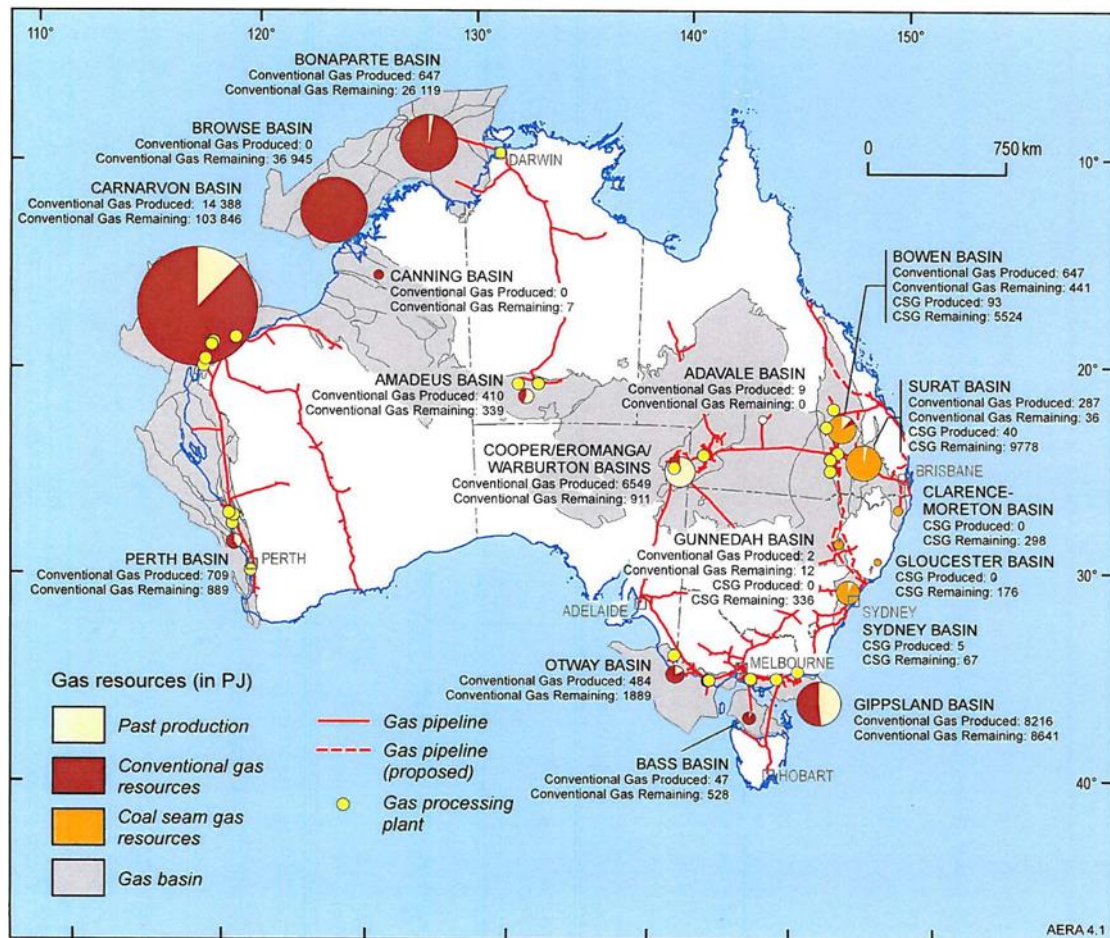 110°
120°
130°
140°
150°
BONAPARTE BASIN
Conventional Gas Produced: 647
Conventional Gas Remaining: 26 119
BROWSE BASIN
Conventional Gas Produced: 0
Conventional Gas Remaining: 36 945
CARNARVON BASIN
Conventional Gas Produced: 14 388
Conventional Gas Remaining: 103 846
DARWIN
0 750 km
10°
CANNING BASIN
Conventional Gas Produced: 0
Conventional Gas Remaining: 7
BOWEN BASIN
Conventional Gas Produced: 647
Conventional Gas Remaining: 441
CSG Produced: 93
CSG Remaining: 5524
20°
AMADEUS BASIN
Conventional Gas Produced: 410
Conventional Gas Remaining: 339
ADAVALE BASIN
Conventional Gas Produced: 9
Conventional Gas Remaining: 0
SURAT BASIN
Conventional Gas Produced: 287
Conventional Gas Remaining: 36
CSG Produced: 40
CSG Remaining: 9778
COOPER/EROMANGA/
WARBURTON BASINS
Conventional Gas Produced: 6549
Conventional Gas Remaining: 911
BRISBANE
CLARENCE-
MORETON BASIN
CSG Produced: 0
CSG Remaining: 298
GUNNEDAH BASIN
Conventional Gas Produced: 2
Conventional Gas Remaining: 12
CSG Produced: 0
CSG Remaining: 336
GLOUCESTER BASIN
CSG Produced: 0
CSG Remaining: 176
PERTH BASIN
Conventional Gas Produced: 709
Conventional Gas Remaining: 889
PERTH
30°
ADELAIDE
SYDNEY
SYDNEY BASIN
CSG Produced: 5
CSG Remaining: 67
OTWAY BASIN
Conventional Gas Produced: 484
Conventional Gas Remaining: 1889
MELBOURNE
GIPPSLAND BASIN
Conventional Gas Produced: 8216
Conventional Gas Remaining: 8641
BASS BASIN
Conventional Gas Produced: 47
Conventional Gas Remaining: 528
HOBART
40°
Gas resources (in PJ)
Past production
Conventional gas
resources
Coal seam gas
resources
Gas basin
Gas pipeline
Gas pipeline
(proposed)
Gas processing
plant
AERA 4.1